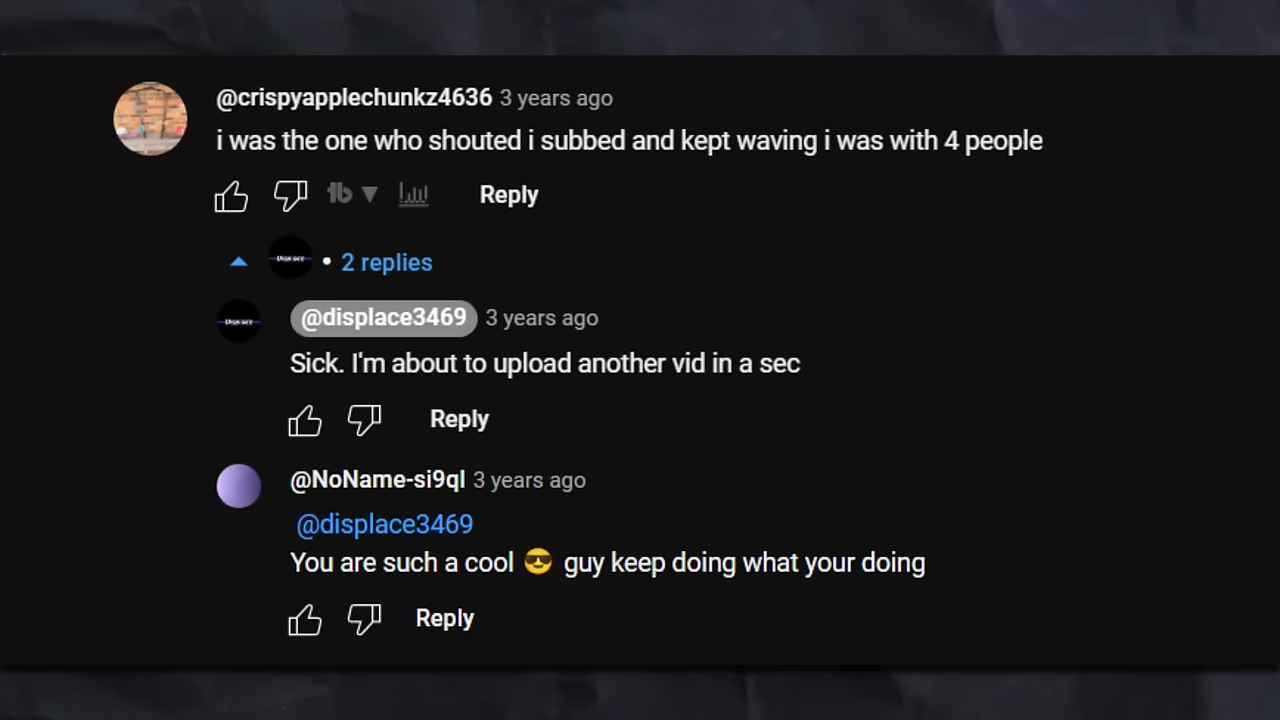 @crispyapplechunkz4636 3 years ago
i was the one who shouted i subbed and kept waving i was with 4 people
Reply
2 replies
@displace3469 3 years ago
Sick. I'm about to upload another vid in a sec
Reply
@NoName-si9ql 3 years ago
@displace3469
You are such a cool 😎 guy keep doing what your doing
Reply